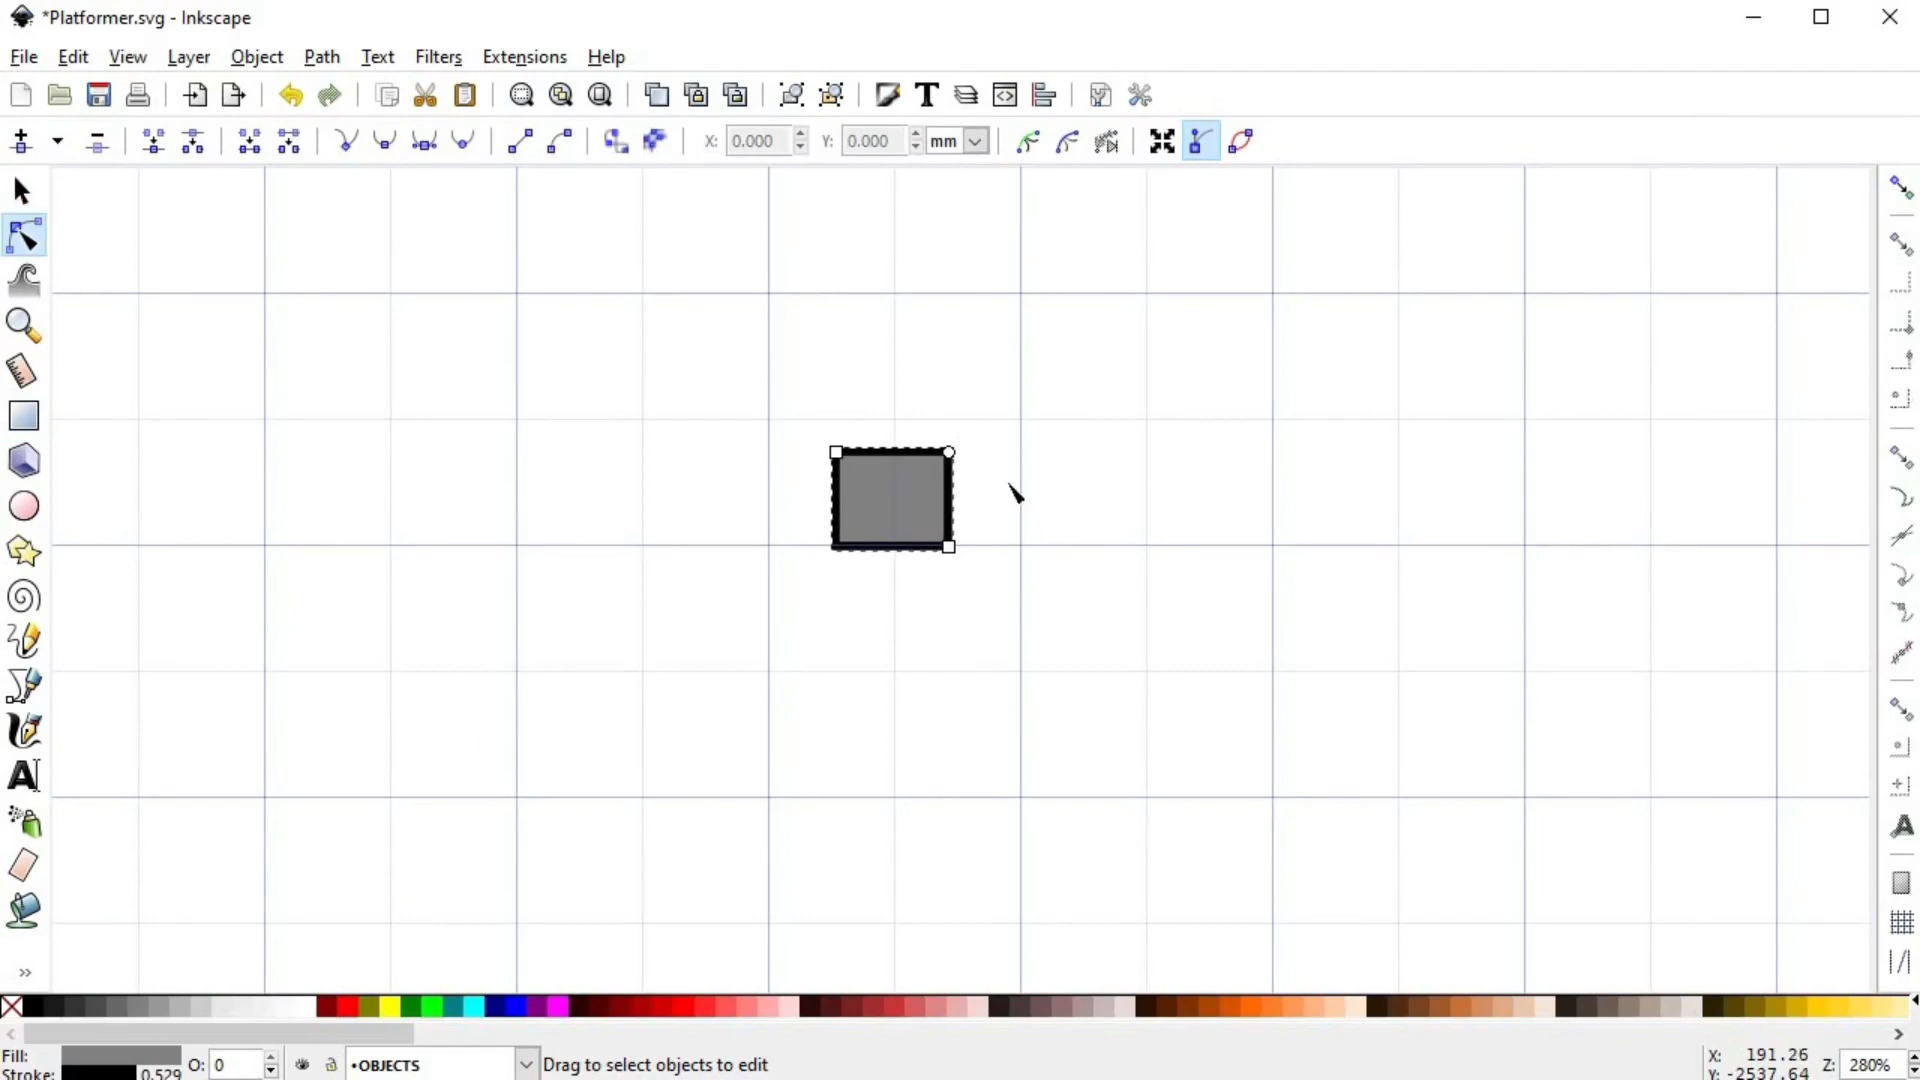 *Platformer.svg - Inkscape
File Edit View Layer Object Path Text Filters Extensions Help
X: 0.000 Y: 0.000 mm
Fill:
Stroke: 0.529 O: 0 •OBJECTS Drag to select objects to edit X: 191.26 Y: -2537.64 Z: 280%